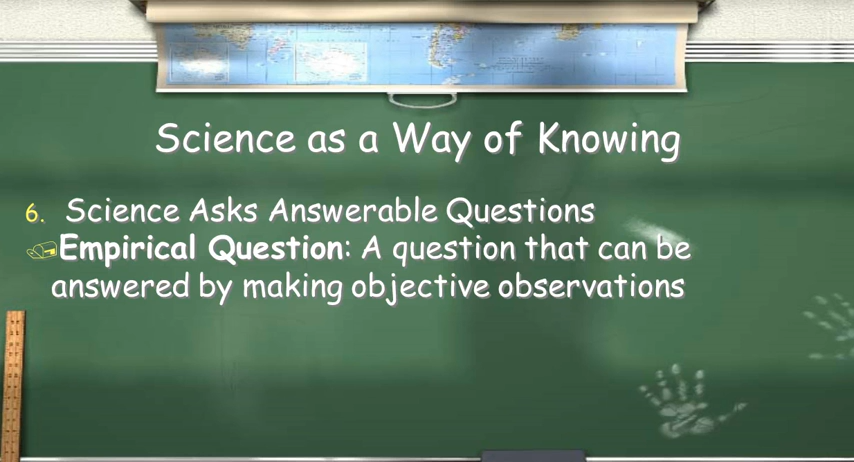 Science as a Way of Knowing
6. Science Asks Answerable Questions
Empirical Question: A question that can be
answered by making objective observations